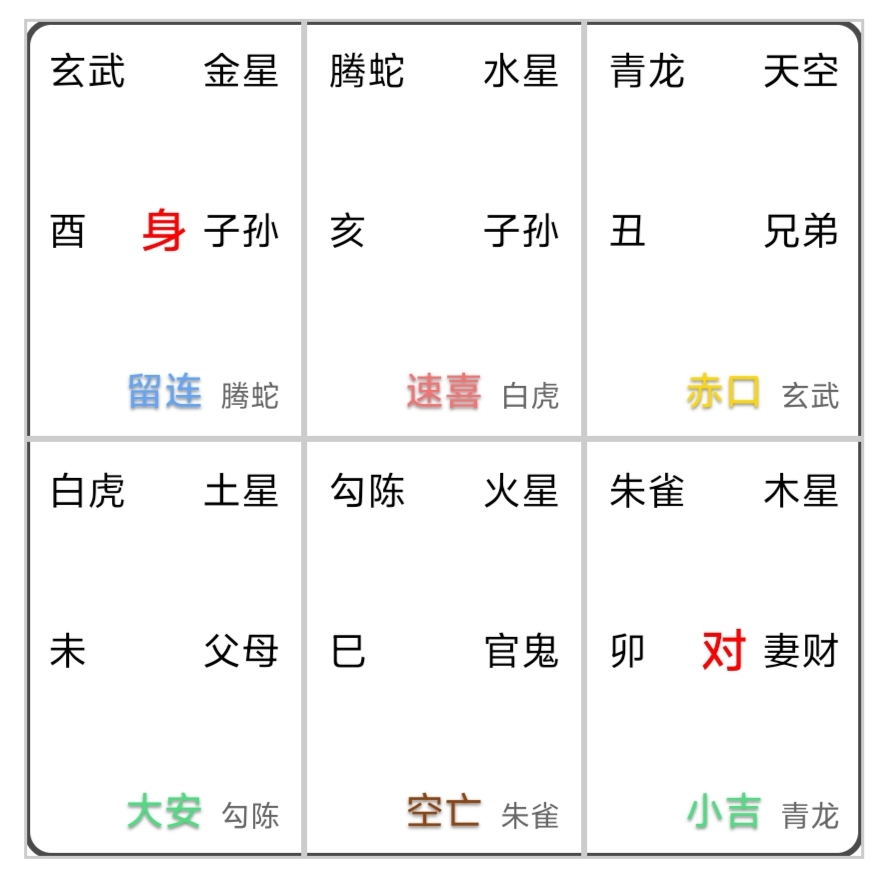 玄武 金星
酉 身 子孙
留连 腾蛇
腾蛇 水星
亥 子孙
速喜 白虎
青龙 天空
丑 兄弟
赤口 玄武
白虎 土星
未 父母
大安 勾陈
勾陈 火星
巳 官鬼
空亡 朱雀
朱雀 木星
卯 对 妻财
小吉 青龙